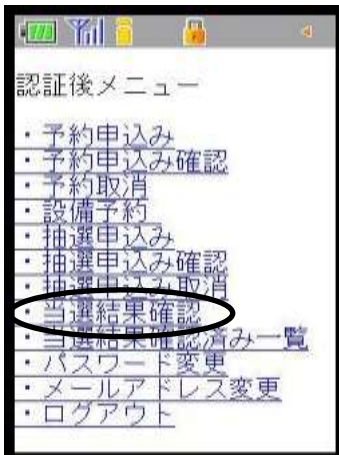 認証後メニュー
・予約申込み
・予約申込み確認
・予約取消
・設備予約
・抽選申込み
・抽選申込み確認
・抽選申込み取消
・当選結果確認
・当選結果確認済み一覧
・パスワード変更
・メールアドレス変更
・ログアウト